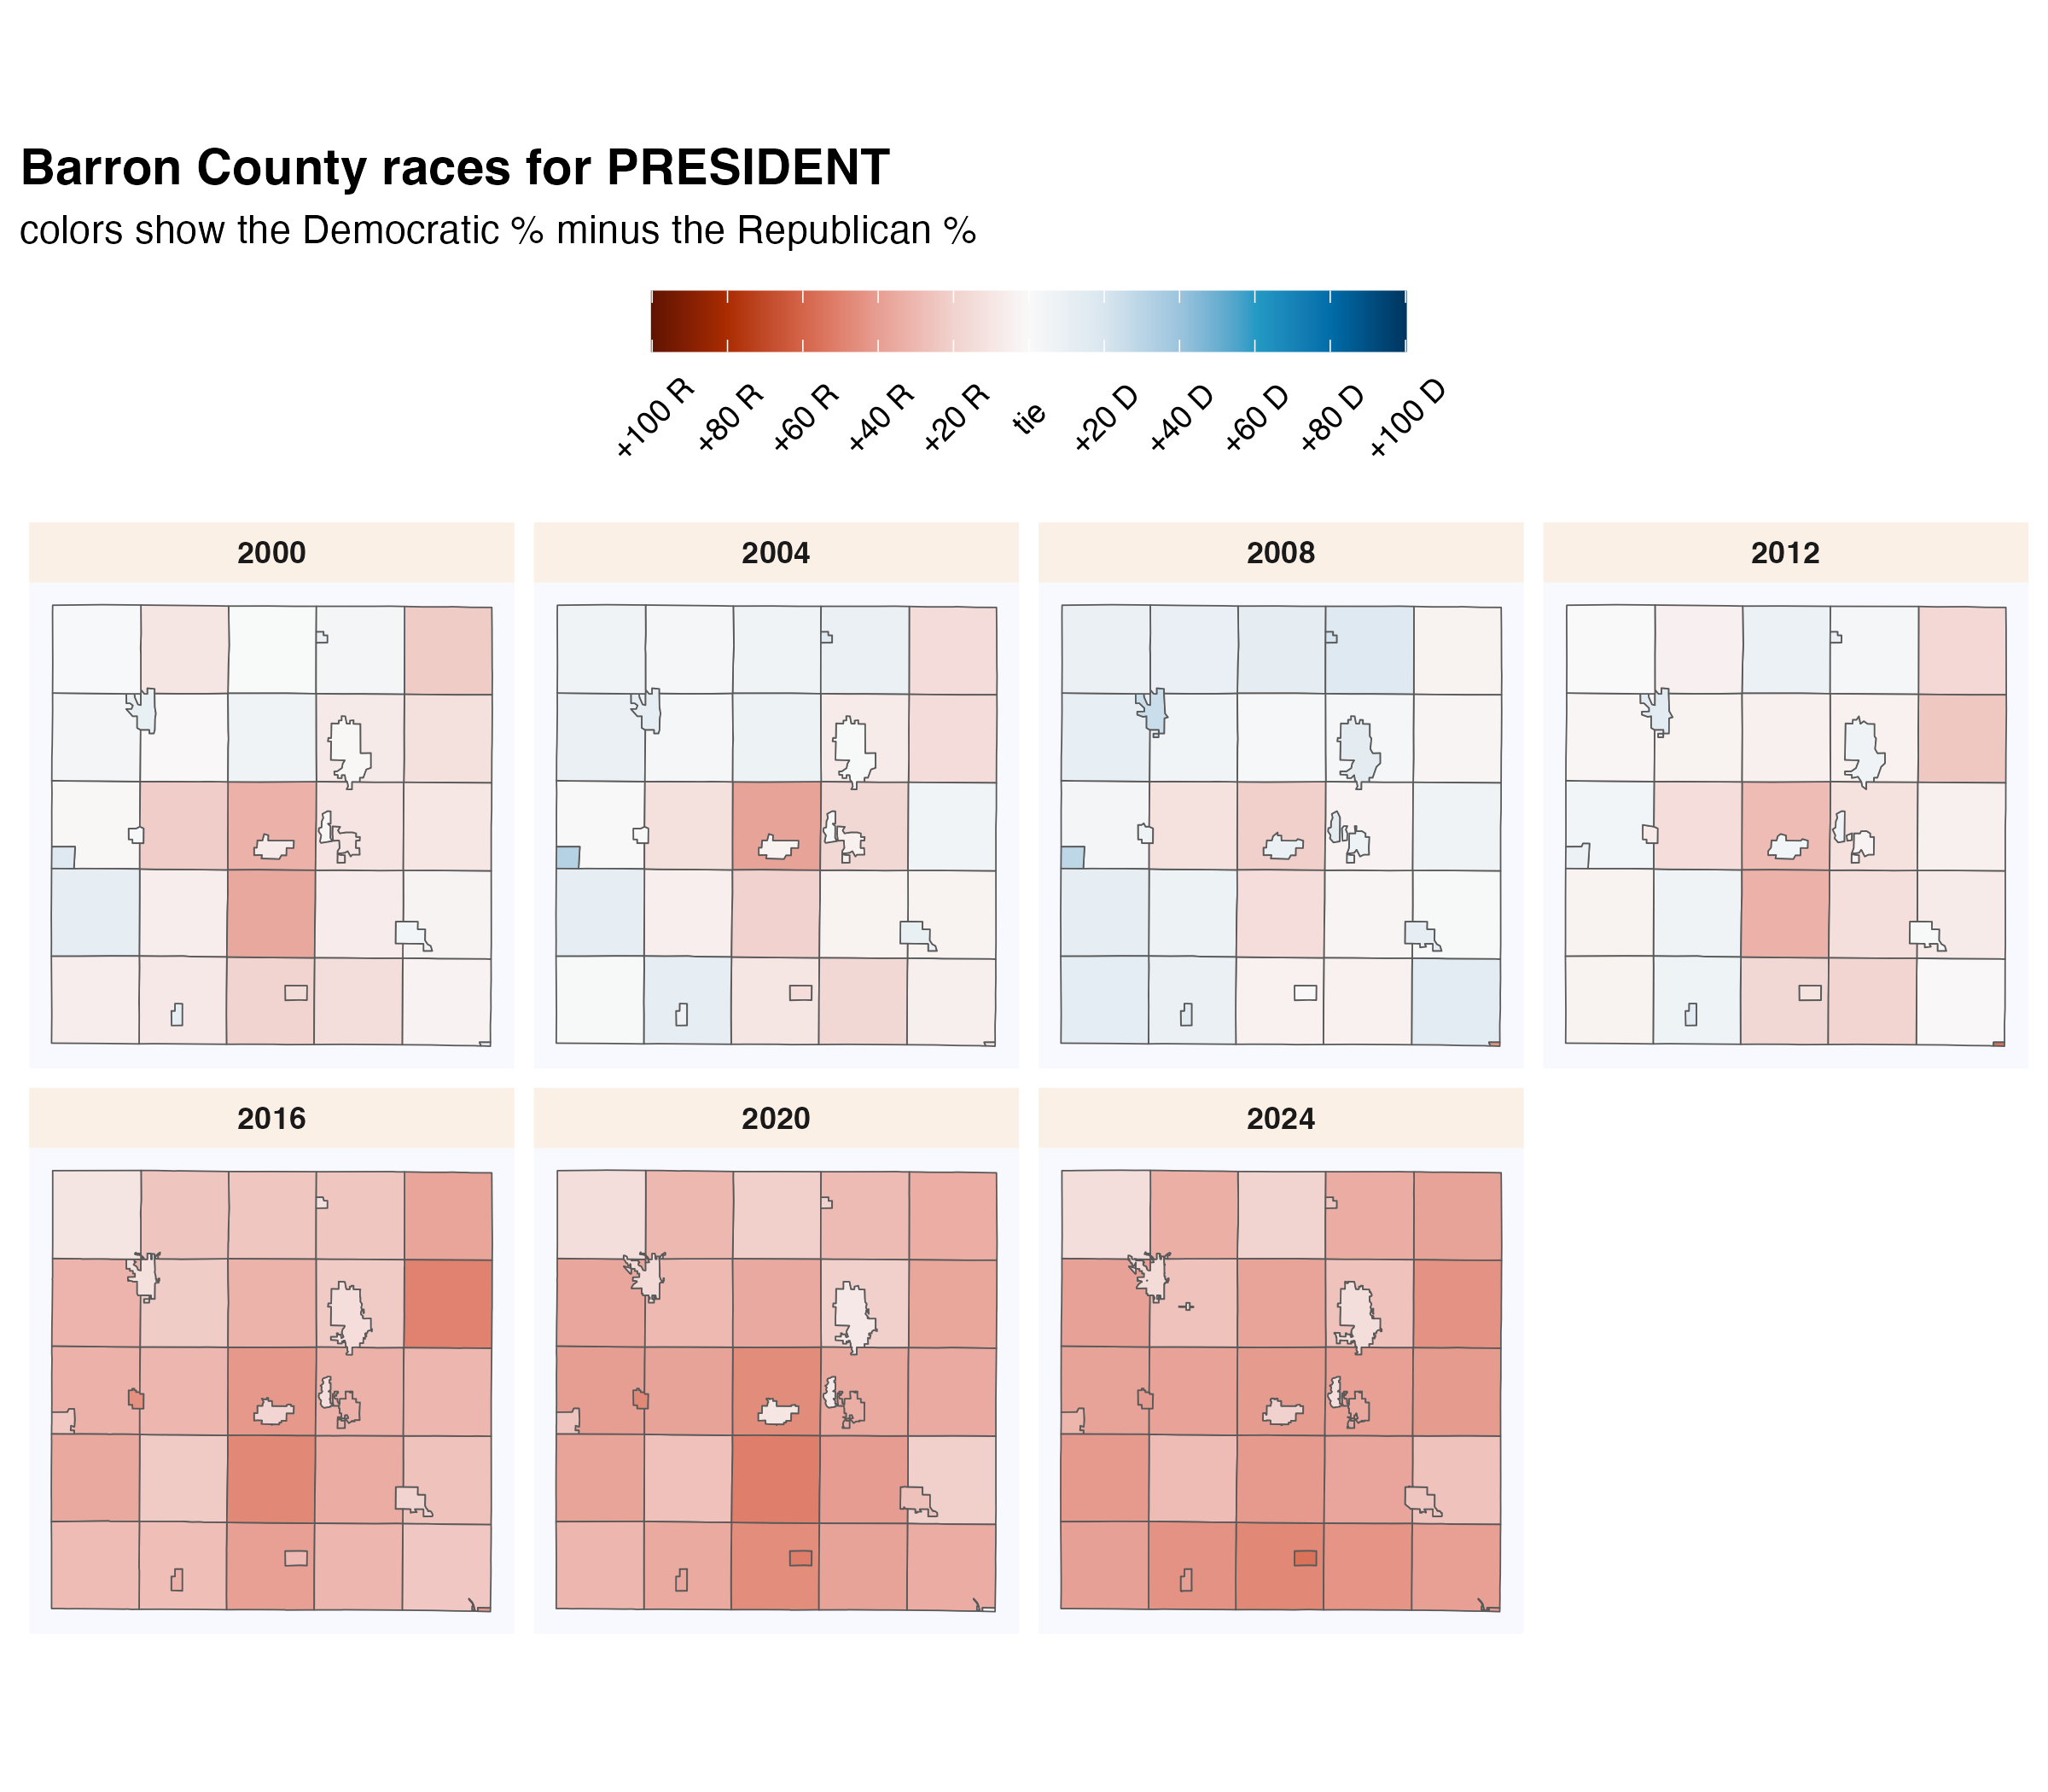 Barron County races for PRESIDENT
colors show the Democratic % minus the Republican %
+100 R
+80 R
+60 R
+40 R
+20 R
tie
+20 D
+40 D
+60 D
+80 D
+100 D
2000
2004
2008
2012
2016
2020
2024